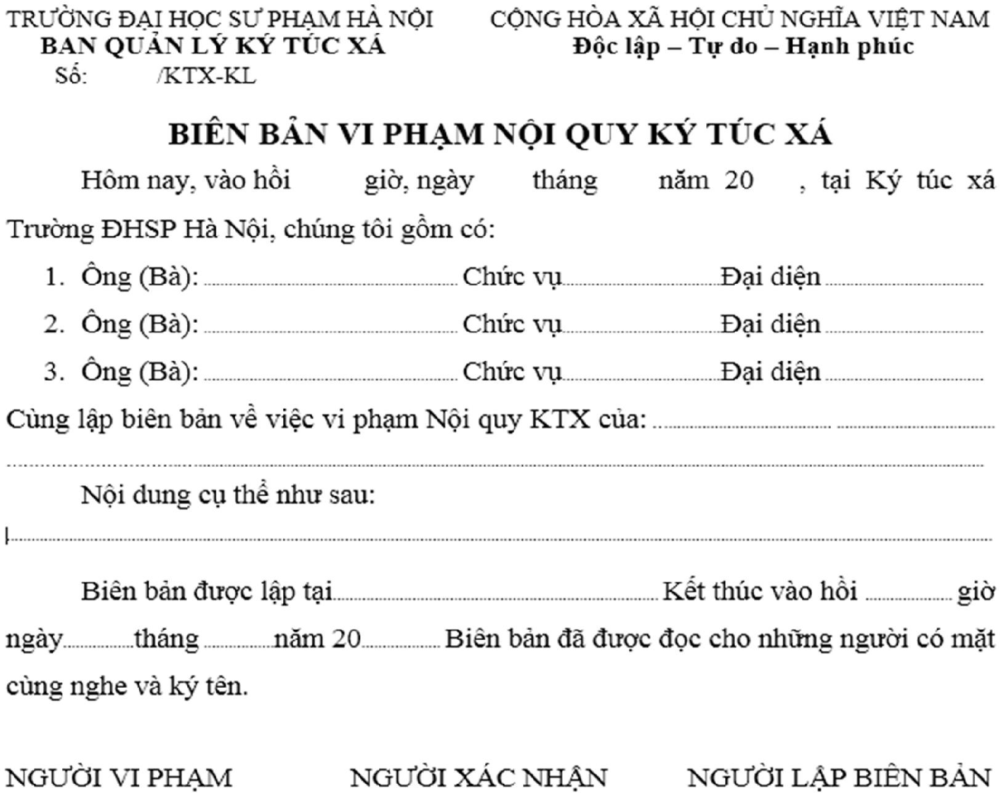 TRƯỜNG ĐẠI HỌC SƯ PHẠM HÀ NỘI
BAN QUẢN LÝ KÝ TÚC XÁ
Số: /KTX-KL
CỘNG HÒA XÃ HỘI CHỦ NGHĨA VIỆT NAM
Độc lập – Tự do – Hạnh phúc
BIÊN BẢN VI PHẠM NỘI QUY KÝ TÚC XÁ
Hôm nay, vào hồi giờ, ngày tháng năm 20 , tại Ký túc xá
Trường ĐHSP Hà Nội, chúng tôi gồm có:
1. Ông (Bà): ........ Chức vụ........Đại diện ........
2. Ông (Bà): ........ Chức vụ........Đại diện ........
3. Ông (Bà): ........ Chức vụ........Đại diện ........
Cùng lập biên bản về việc vi phạm Nội quy KTX của: ........
Nội dung cụ thể như sau:
Biên bản được lập tại........ Kết thúc vào hồi ........ giờ
ngày........tháng ........năm 20........ Biên bản đã được đọc cho những người có mặt
cùng nghe và ký tên.
NGƯỜI VI PHẠM NGƯỜI XÁC NHẬN NGƯỜI LẬP BIÊN BẢN